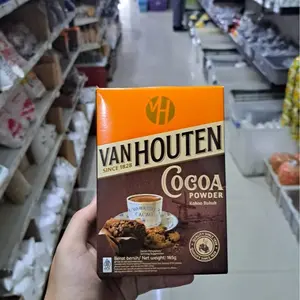 VH
VAN HOUTEN
SINCE 1828
COCOA
POWDER
Kakao Bubuk
Berat bersih/ Net weight: 165g